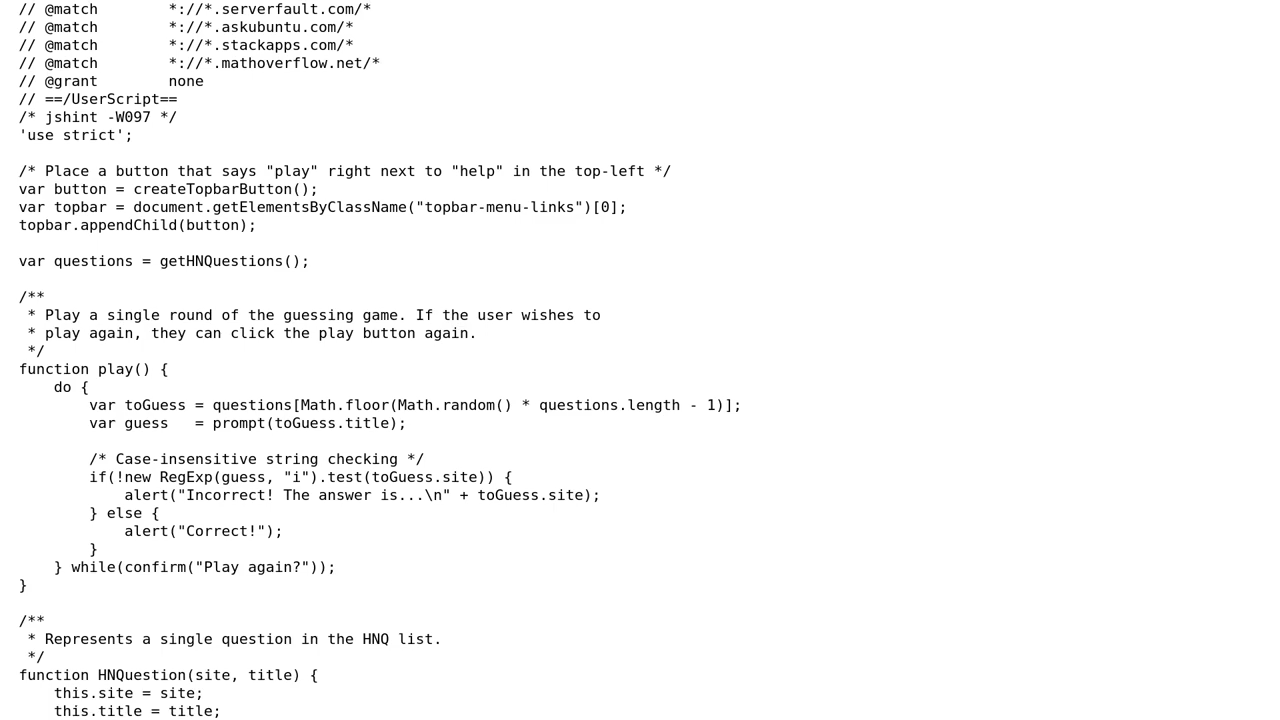 // @match        *://*.serverfault.com/*
// @match        *://*.askubuntu.com/*
// @match        *://*.stackapps.com/*
// @match        *://*.mathoverflow.net/*
// @grant        none
// ==/UserScript==
/* jshint -W097 */
'use strict';

/* Place a button that says "play" right next to "help" in the top-left */
var button = createTopbarButton();
var topbar = document.getElementsByClassName("topbar-menu-links")[0];
topbar.appendChild(button);

var questions = getHNQuestions();

/**
 * Play a single round of the guessing game. If the user wishes to
 * play again, they can click the play button again.
 */
function play() {
    do {
        var toGuess = questions[Math.floor(Math.random() * questions.length - 1)];
        var guess   = prompt(toGuess.title);

        /* Case-insensitive string checking */
        if(!new RegExp(guess, "i").test(toGuess.site)) {
            alert("Incorrect! The answer is...\n" + toGuess.site);
        } else {
            alert("Correct!");
        }
    } while(confirm("Play again?"));
}

/**
 * Represents a single question in the HNQ list.
 */
function HNQuestion(site, title) {
    this.site = site;
    this.title = title;